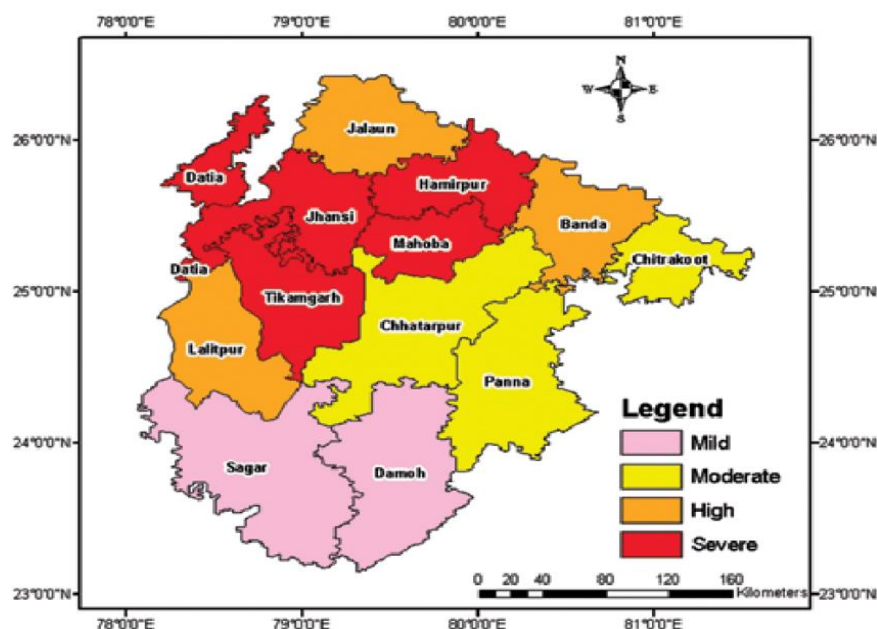 78°0'0"E 79°0'0"E 80°0'0"E 81°0'0"E
N
W E
S
26°0'0"N 26°0'0"N
Jalaun
Datia
Hamirpur
Jhansi
Banda
Mahoba
Chitrakoot
Datia
25°0'0"N 25°0'0"N
Tikamgarh
Chhatarpur
Lalitpur
Panna
Legend
24°0'0"N 24°0'0"N
Mild
Sagar
Damoh
Moderate
High
Severe
0 20 40 80 120 160
Kilometers
23°0'0"N 23°0'0"N
78°0'0"E 79°0'0"E 80°0'0"E 81°0'0"E